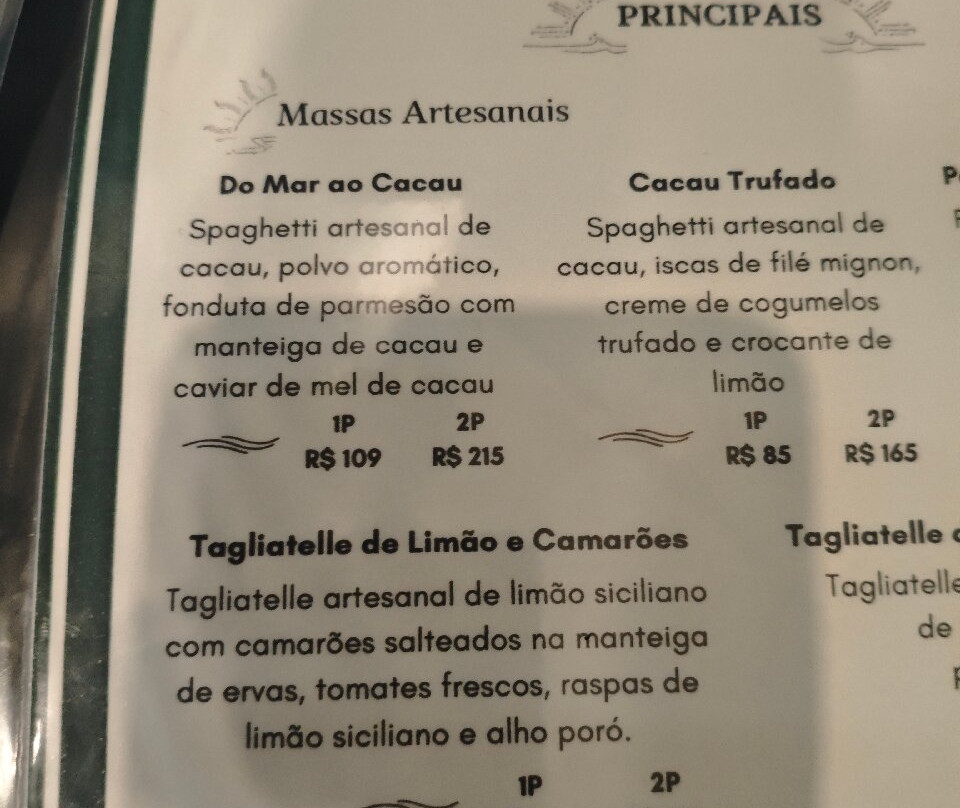 PRINCIPAIS
Massas Artesanais
Do Mar ao Cacau
Spaghetti artesanal de
cacau, polvo aromático,
fonduta de parmesão com
manteiga de cacau e
caviar de mel de cacau
1P 2P
R$ 109 R$ 215
Cacau Trufado
Spaghetti artesanal de
cacau, iscas de filé mignon,
creme de cogumelos
trufado e crocante de
limão
1P 2P
R$ 85 R$ 165
Tagliatelle de Limão e Camarões
Tagliatelle artesanal de limão siciliano
com camarões salteados na manteiga
de ervas, tomates frescos, raspas de
limão siciliano e alho poró.
1P 2P
Tagliatelle
Tagliatelle
de